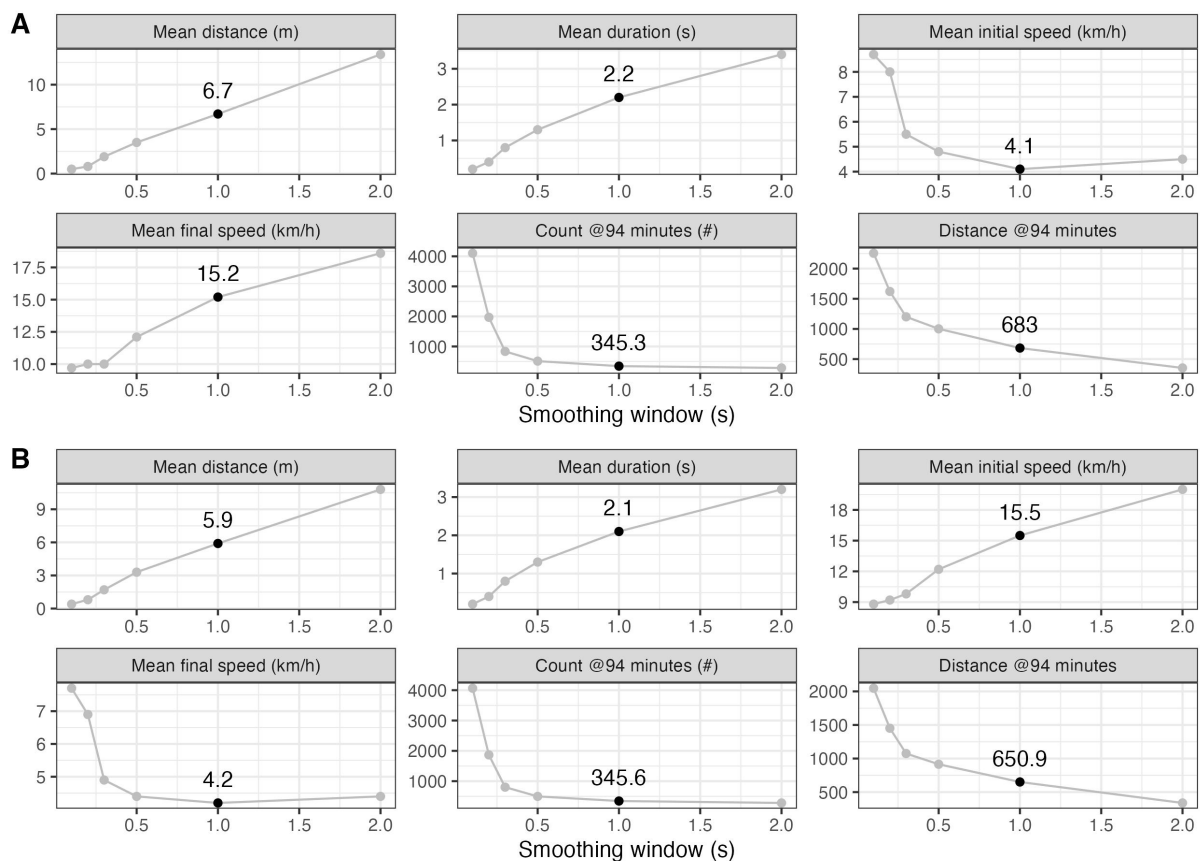 A
Mean distance (m) Mean duration (s) Mean initial speed (km/h)
10 5 0 6.7 0.5 1.0 1.5 2.0
3 2 1 2.2 0.5 1.0 1.5 2.0
8 7 6 5 4 4.1 0.5 1.0 1.5 2.0
Mean final speed (km/h) Count @94 minutes (#) Distance @94 minutes
17.5 15.0 12.5 10.0 15.2 0.5 1.0 1.5 2.0
4000 3000 2000 1000 345.3 0.5 1.0 1.5 2.0
2000 1500 1000 500 683 0.5 1.0 1.5 2.0
Smoothing window (s)
B
Mean distance (m) Mean duration (s) Mean initial speed (km/h)
9 6 3 0 5.9 0.5 1.0 1.5 2.0
3 2 1 2.1 0.5 1.0 1.5 2.0
18 15 12 9 15.5 0.5 1.0 1.5 2.0
Mean final speed (km/h) Count @94 minutes (#) Distance @94 minutes
7 6 5 4.2 0.5 1.0 1.5 2.0
4000 3000 2000 1000 345.6 0.5 1.0 1.5 2.0
2000 1500 1000 500 650.9 0.5 1.0 1.5 2.0
Smoothing window (s)